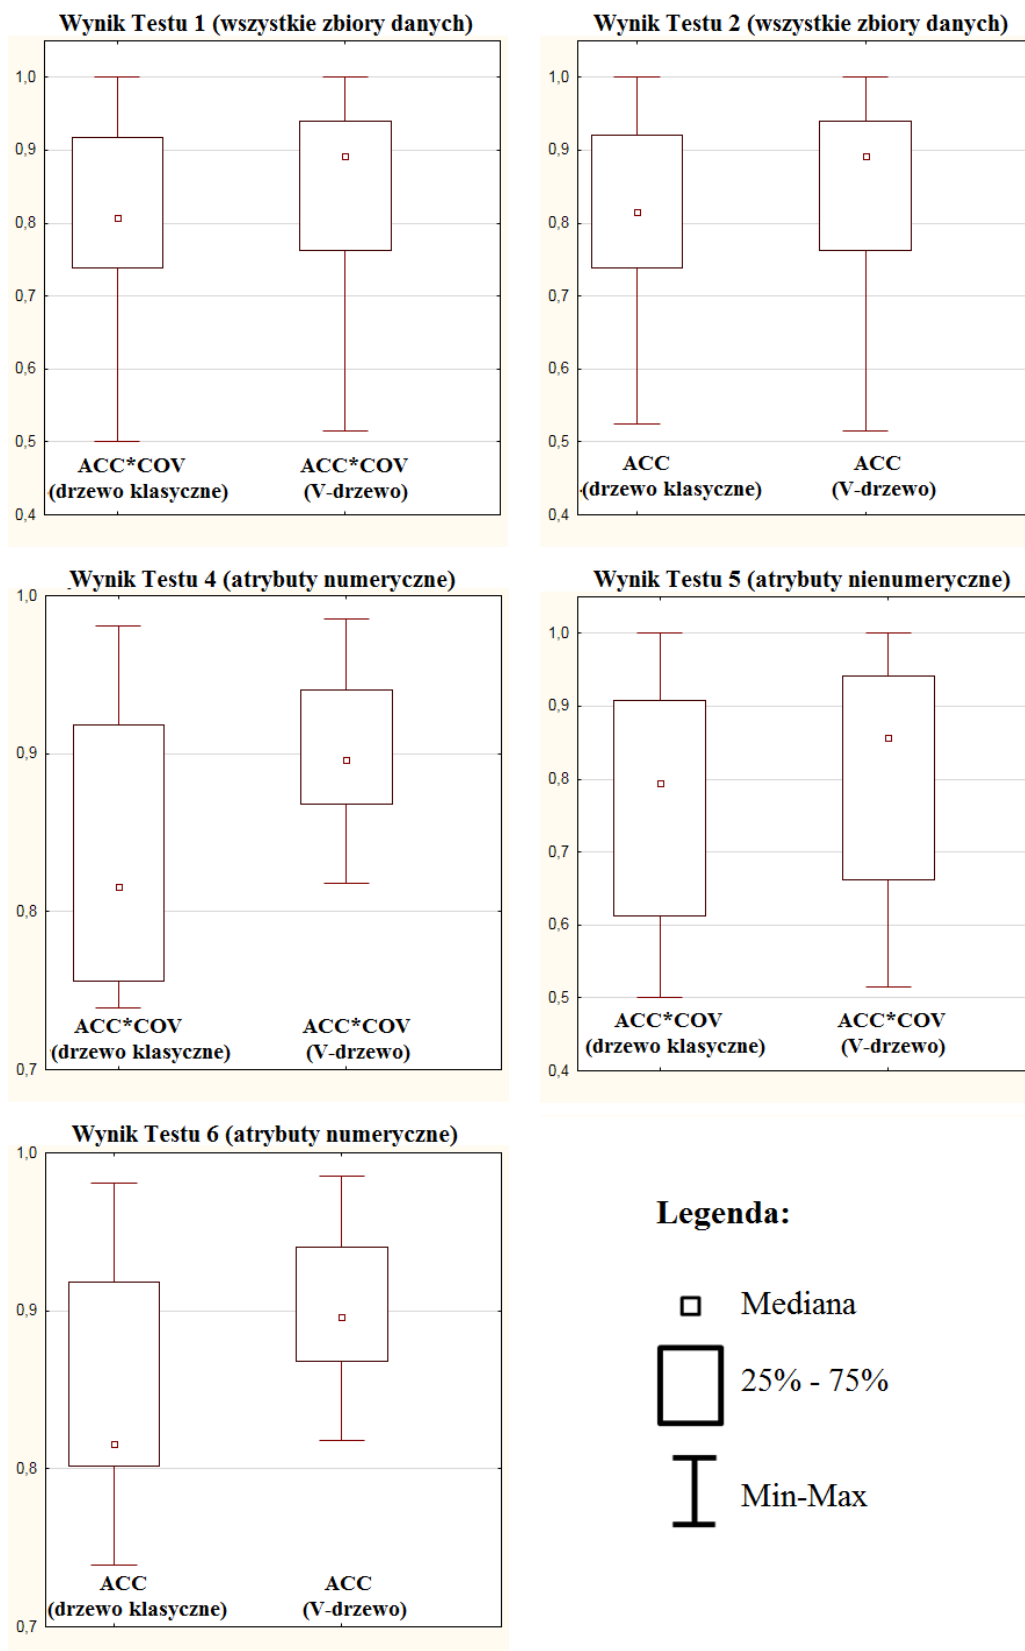 Wynik Testu 1 (wszystkie zbiory danych)
1,0
0,9
0,8
0,7
0,6
0,5
0,4
ACC*COV
(drzewo klasyczne)
ACC*COV
(V-drzewo)
Wynik Testu 2 (wszystkie zbiory danych)
1,0
0,9
0,8
0,7
0,6
0,5
0,4
ACC
(drzewo klasyczne)
ACC
(V-drzewo)
Wynik Testu 4 (atrybuty numeryczne)
1,0
0,9
0,8
0,7
ACC*COV
(drzewo klasyczne)
ACC*COV
(V-drzewo)
Wynik Testu 5 (atrybuty nienumeryczne)
1,0
0,9
0,8
0,7
0,6
0,5
0,4
ACC*COV
(drzewo klasyczne)
ACC*COV
(V-drzewo)
Wynik Testu 6 (atrybuty numeryczne)
1,0
0,9
0,8
0,7
ACC
(drzewo klasyczne)
ACC
(V-drzewo)
Legenda:
Mediana
25% - 75%
Min-Max